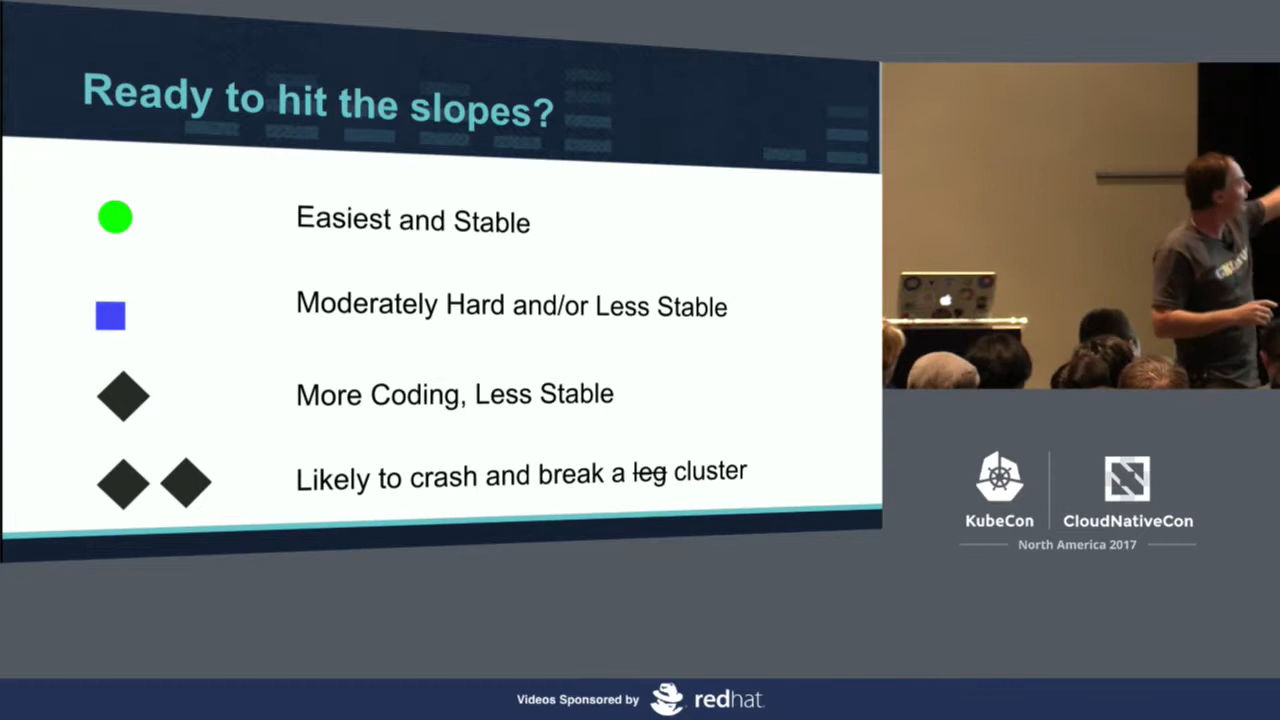 Ready to hit the slopes?
Easiest and Stable
Moderately Hard and/or Less Stable
More Coding, Less Stable
Likely to crash and break a leg cluster
KubeCon
CloudNativeCon
North America 2017
Videos Sponsored by
redhat.